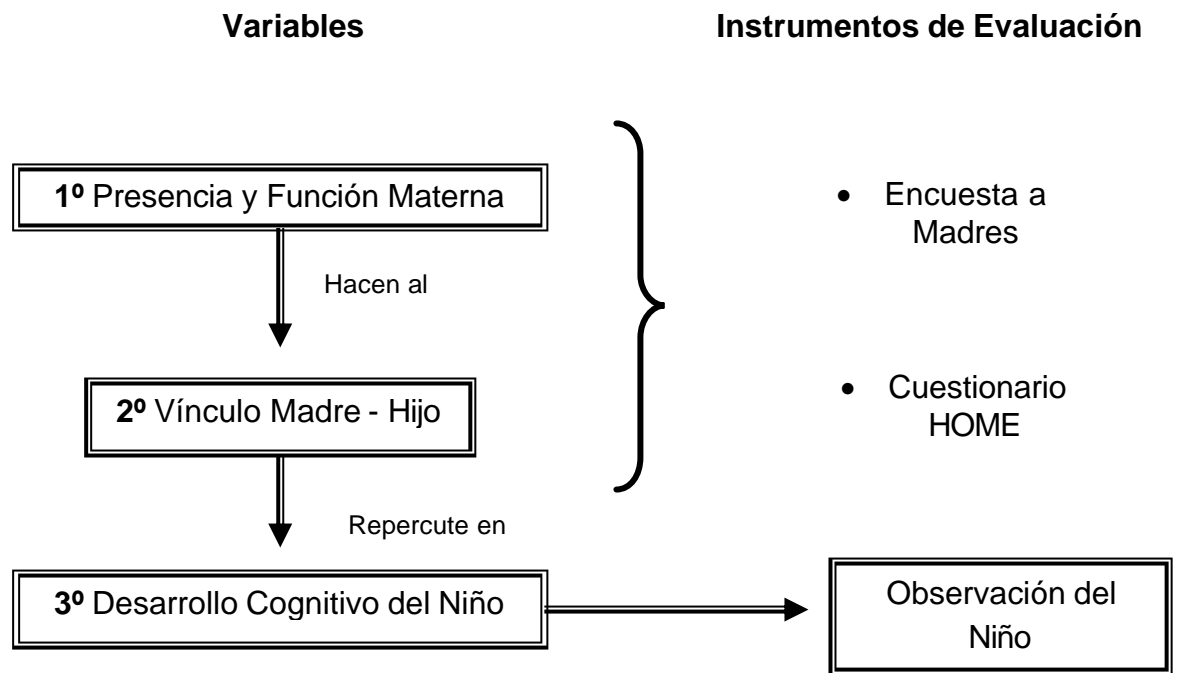 Variables
Instrumentos de Evaluación
1º Presencia y Función Materna
Hacen al
2º Vínculo Madre - Hijo
Repercute en
3º Desarrollo Cognitivo del Niño
• Encuesta a
Madres
• Cuestionario
HOME
Observación del
Niño